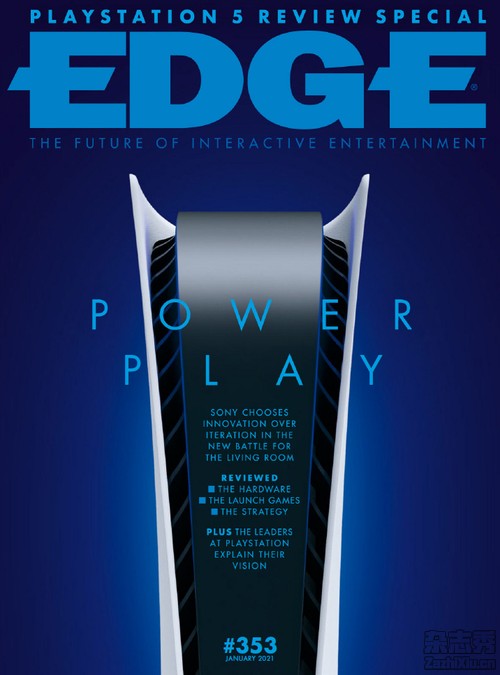 PLAYSTATION 5 REVIEW SPECIAL
EDGE®
THE FUTURE OF INTERACTIVE ENTERTAINMENT
POWER
PLAY
SONY CHOOSES
INNOVATION OVER
ITERATION IN THE
NEW BATTLE FOR
THE LIVING ROOM
REVIEWED
■ THE HARDWARE
■ THE LAUNCH GAMES
■ THE STRATEGY
PLUS THE LEADERS
AT PLAYSTATION
EXPLAIN THEIR
VISION
#353
JANUARY 2021
杂志秀